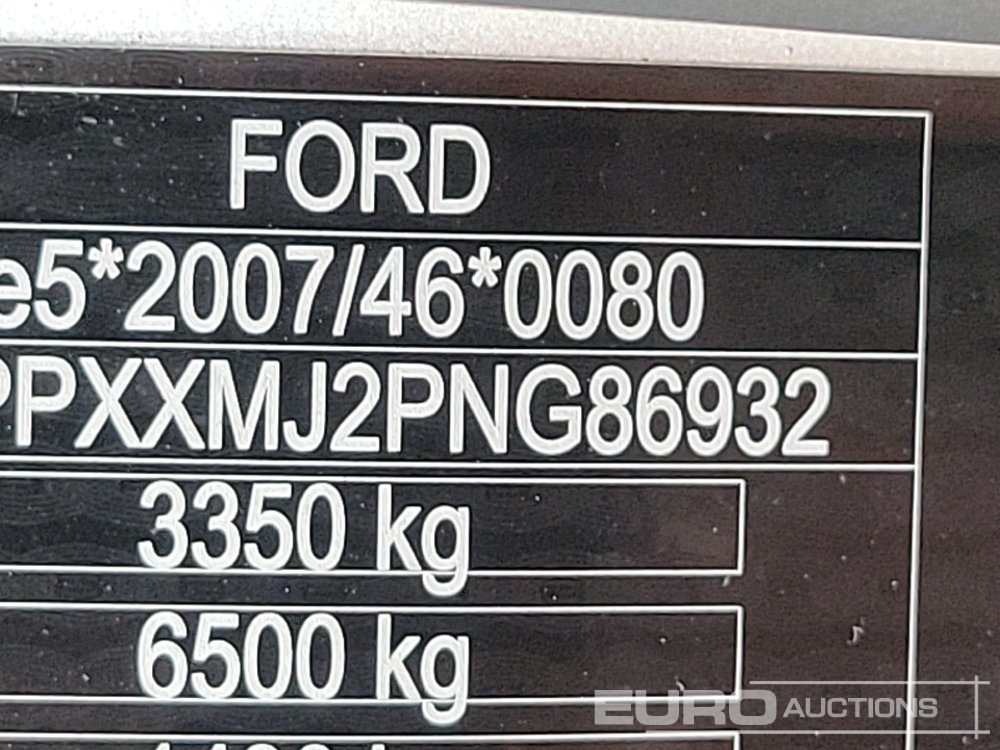 FORD
e5*2007/46*0080
PPXXMJ2PNG86932
3350 kg
6500 kg
EURO AUCTIONS